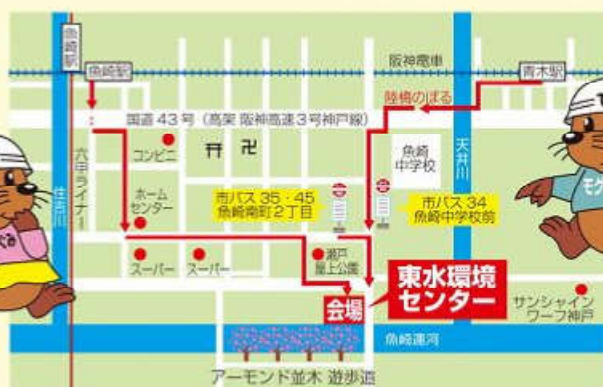 魚崎駅
魚崎駅
阪神電車
青木駅
陸橋のぼる
国道43号（高架 阪神高速3号神戸線）
コンビニ
魚崎
中学校
天井川
住吉川
六甲ライナー
ホーム
センター
市バス 35・45
魚崎南町2丁目
市バス 34
魚崎中学校前
スーパー
スーパー
瀬戸
屋上公園
会場
東水環境
センター
サンシャイン
ワーフ神戸
魚崎運河
アーモンド並木 遊歩道